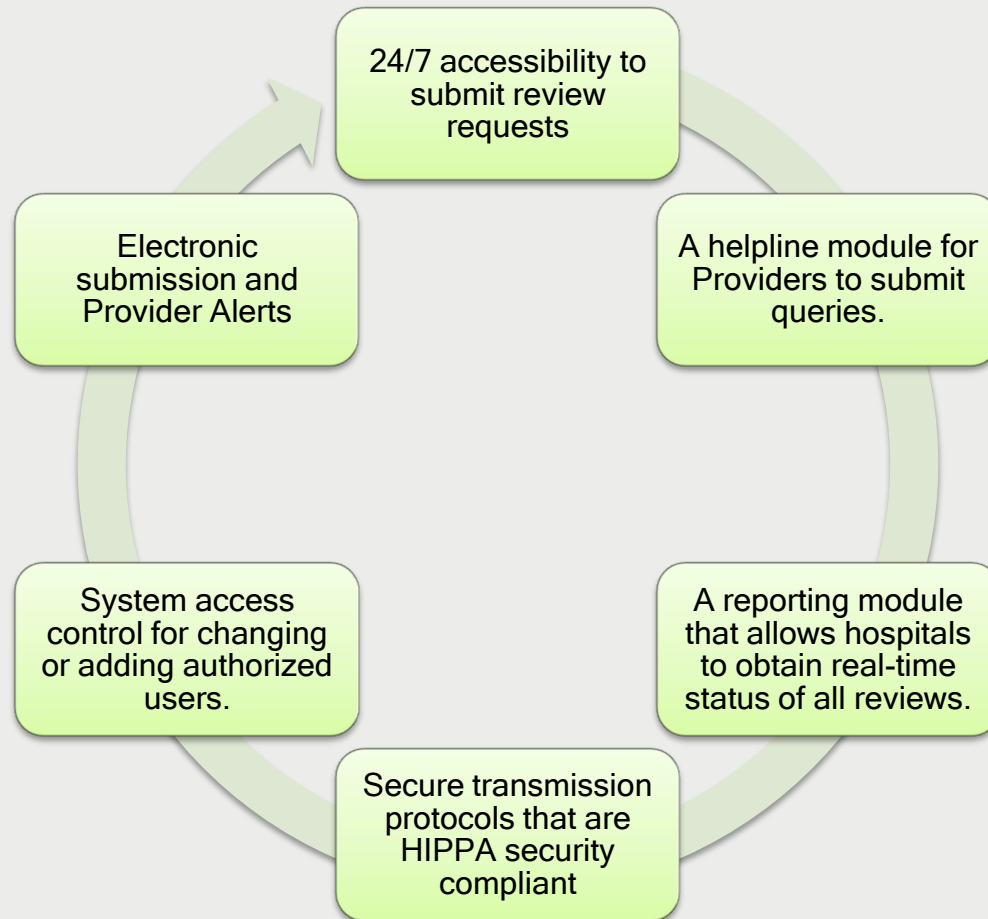 24/7 accessibility to
submit review
requests
A helpline module for
Providers to submit
queries.
A reporting module
that allows hospitals
to obtain real-time
status of all reviews.
Secure transmission
protocols that are
HIPPA security
compliant
System access
control for changing
or adding authorized
users.
Electronic
submission and
Provider Alerts